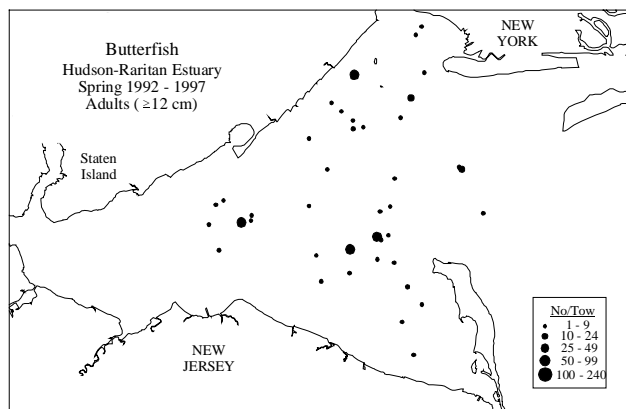 Butterfish
Hudson-Raritan Estuary
Spring 1992 - 1997
Adults (≥12 cm)
NEW
YORK
Staten
Island
NEW
JERSEY
No/Tow
1 - 9
10 - 24
25 - 49
50 - 99
100 - 240